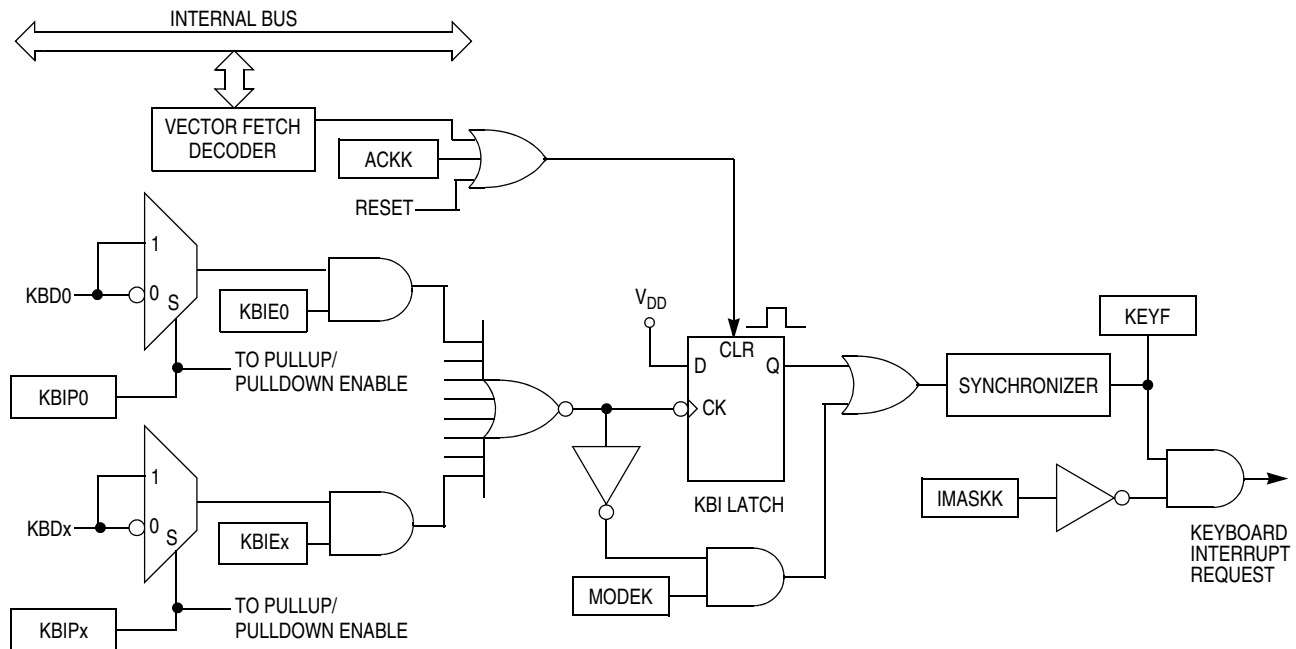 INTERNAL BUS
VECTOR FETCH
DECODER
ACKK
RESET
1
KBD0
0
S
KBIE0
TO PULLUP/
PULLDOWN ENABLE
KBIP0
VDD
CLR
D
Q
CK
KBI LATCH
KEYF
SYNCHRONIZER
1
KBDx
0
S
KBIEx
TO PULLUP/
PULLDOWN ENABLE
KBIPx
MODEK
IMASKK
KEYBOARD
INTERRUPT
REQUEST